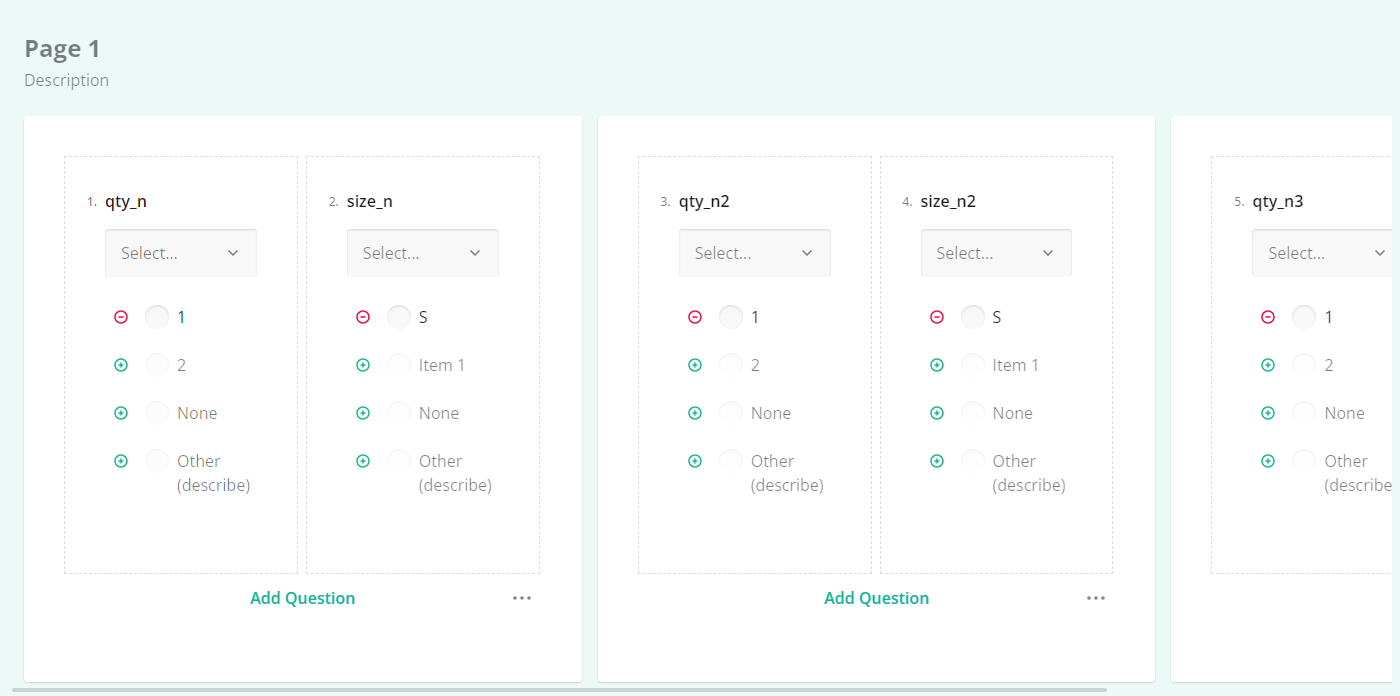 Page 1
Description
1. qty_n
Select...
1
2
None
Other
(describe)
2. size_n
Select...
S
Item 1
None
Other
(describe)
Add Question
3. qty_n2
Select...
1
2
None
Other
(describe)
4. size_n2
Select...
S
Item 1
None
Other
(describe)
Add Question
5. qty_n3
Select...
1
2
None
Other
(describe